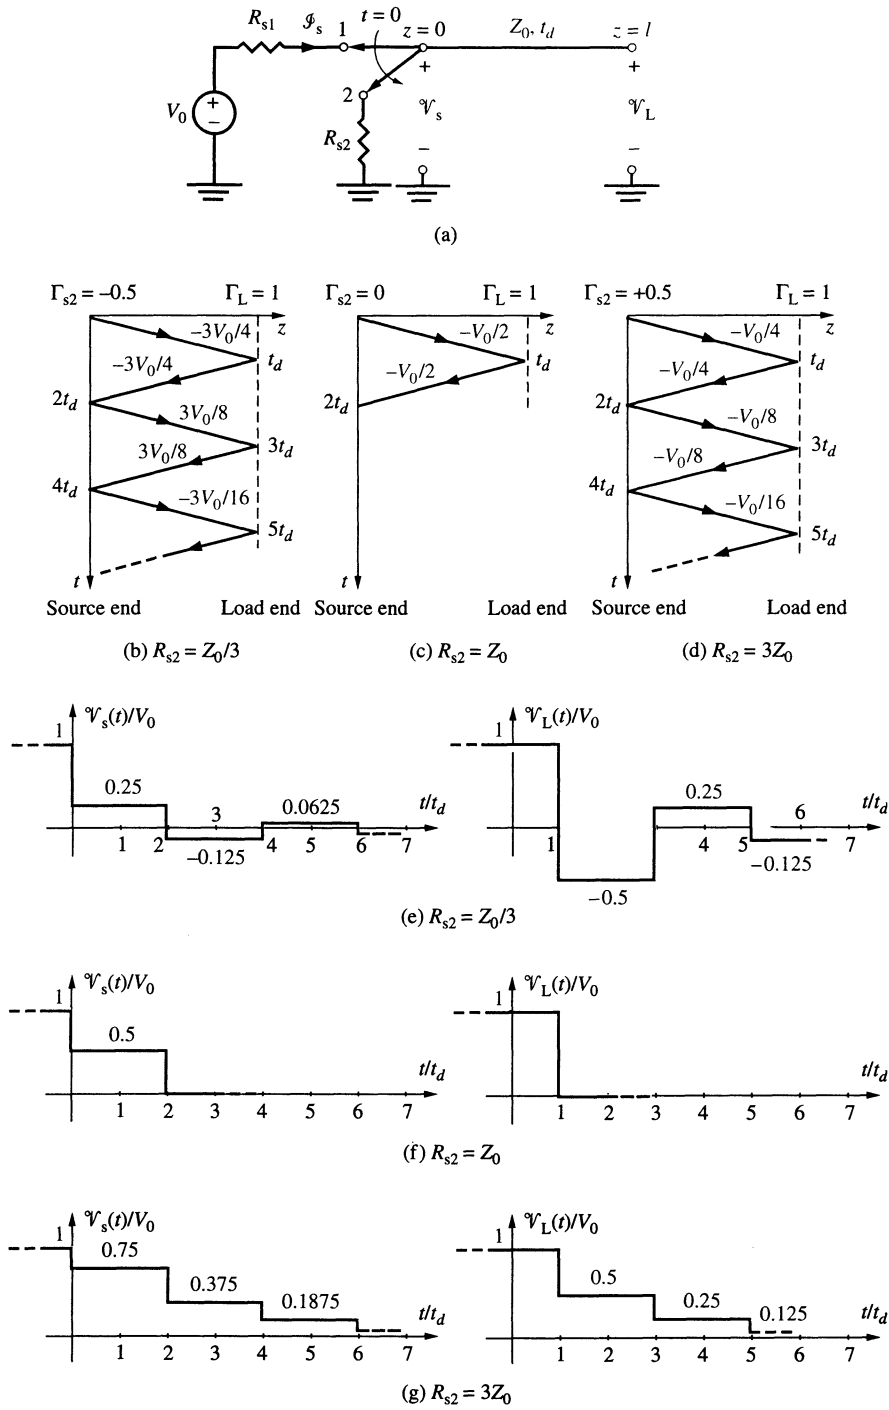 R_s1 ℐ_s 1 t = 0 z = 0 Z_0, t_d z = l
+ +
V_0 + − 2 𝒱_s 𝒱_L
R_s2
− −
(a)
Γ_s2 = −0.5 Γ_L = 1 Γ_s2 = 0 Γ_L = 1 Γ_s2 = +0.5 Γ_L = 1
z z z
−3V_0/4 −V_0/2 −V_0/4
t_d t_d t_d
−3V_0/4 −V_0/2 −V_0/4
2t_d 2t_d 2t_d
3V_0/8 −V_0/8
3V_0/8 3t_d −V_0/8 3t_d
4t_d 4t_d
−3V_0/16 −V_0/16
5t_d 5t_d
t t t
Source end Load end Source end Load end Source end Load end
(b) R_s2 = Z_0/3 (c) R_s2 = Z_0 (d) R_s2 = 3Z_0
1 𝒱_s(t)/V_0 1 𝒱_L(t)/V_0
0.25 3 0.0625 t/t_d 0.25 6 t/t_d
1 2 4 5 6 7 1 4 5 7
−0.125 −0.5 −0.125
(e) R_s2 = Z_0/3
1 𝒱_s(t)/V_0 1 𝒱_L(t)/V_0
0.5 t/t_d t/t_d
1 2 3 4 5 6 7 1 2 3 4 5 6 7
(f) R_s2 = Z_0
1 𝒱_s(t)/V_0 1 𝒱_L(t)/V_0
0.75 0.375 0.1875 t/t_d 0.5 0.25 0.125 t/t_d
1 2 3 4 5 6 7 1 2 3 4 5 6 7
(g) R_s2 = 3Z_0